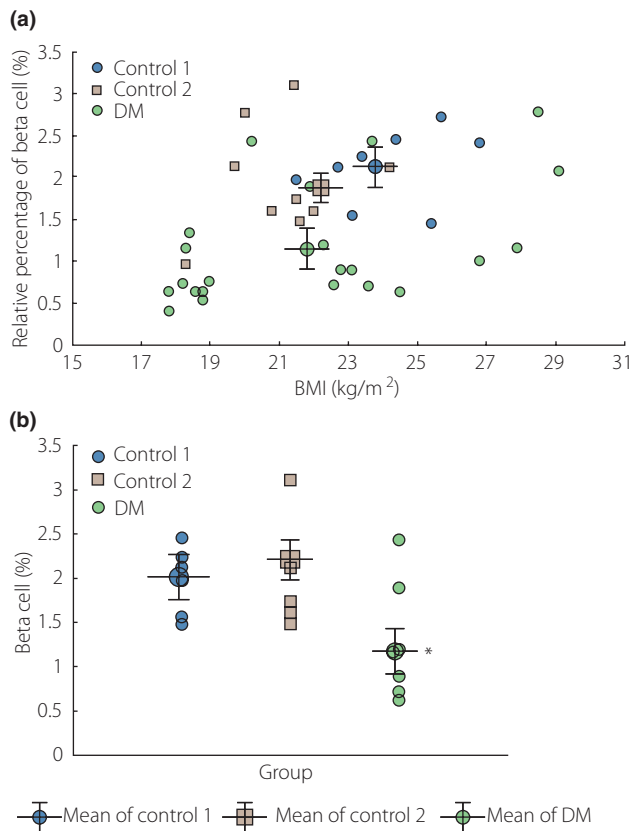 (a)
3.5
3
2.5
2
1.5
1
0.5
0
Relative percentage of beta cell (%)
Control 1
Control 2
DM
15 17 19 21 23 25 27 29 31
BMI (kg/m²)
(b)
3.5
3
2.5
2
1.5
1
0.5
0
Beta cell (%)
Control 1
Control 2
DM
*
Group
Mean of control 1 Mean of control 2 Mean of DM